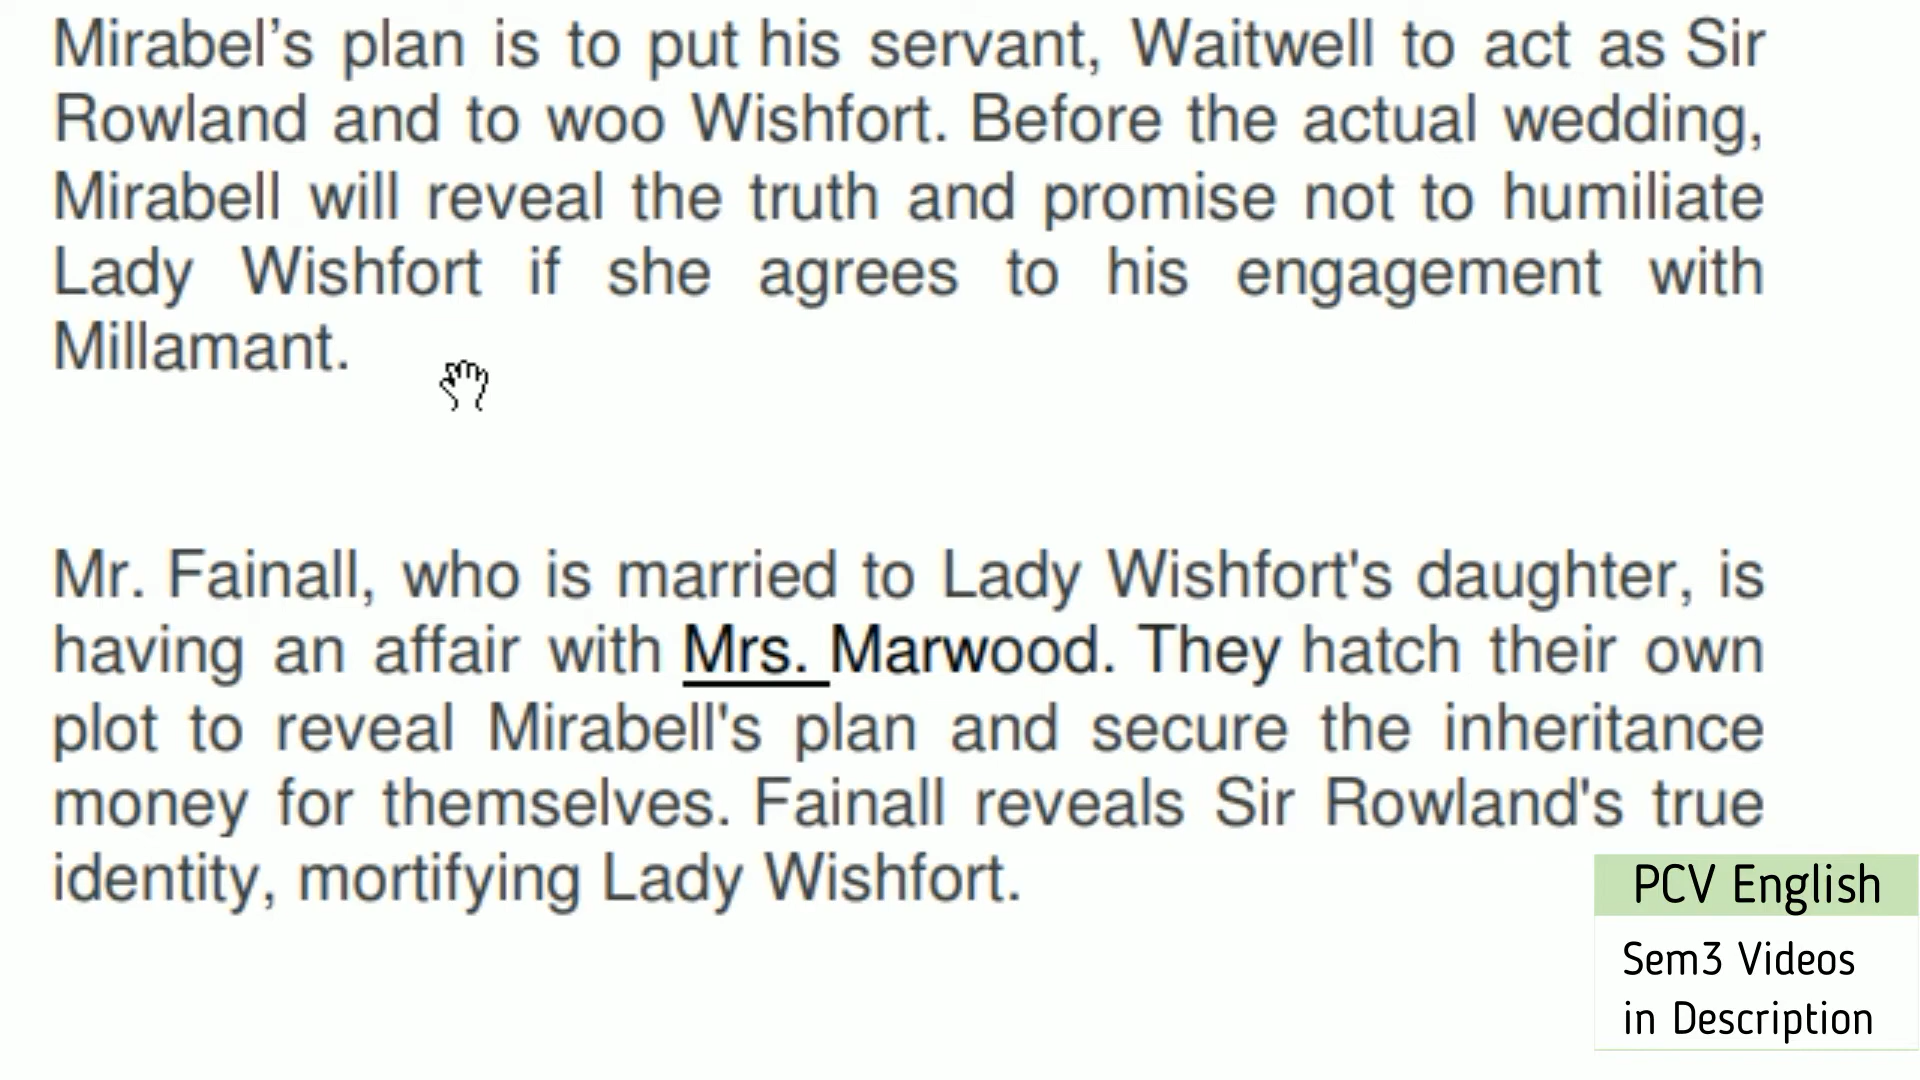 Mirabel’s plan is to put his servant, Waitwell to act as Sir
Rowland and to woo Wishfort. Before the actual wedding,
Mirabell will reveal the truth and promise not to humiliate
Lady Wishfort if she agrees to his engagement with
Millamant.
Mr. Fainall, who is married to Lady Wishfort's daughter, is
having an affair with Mrs. Marwood. They hatch their own
plot to reveal Mirabell's plan and secure the inheritance
money for themselves. Fainall reveals Sir Rowland's true
identity, mortifying Lady Wishfort.
PCV English
Sem3 Videos
in Description